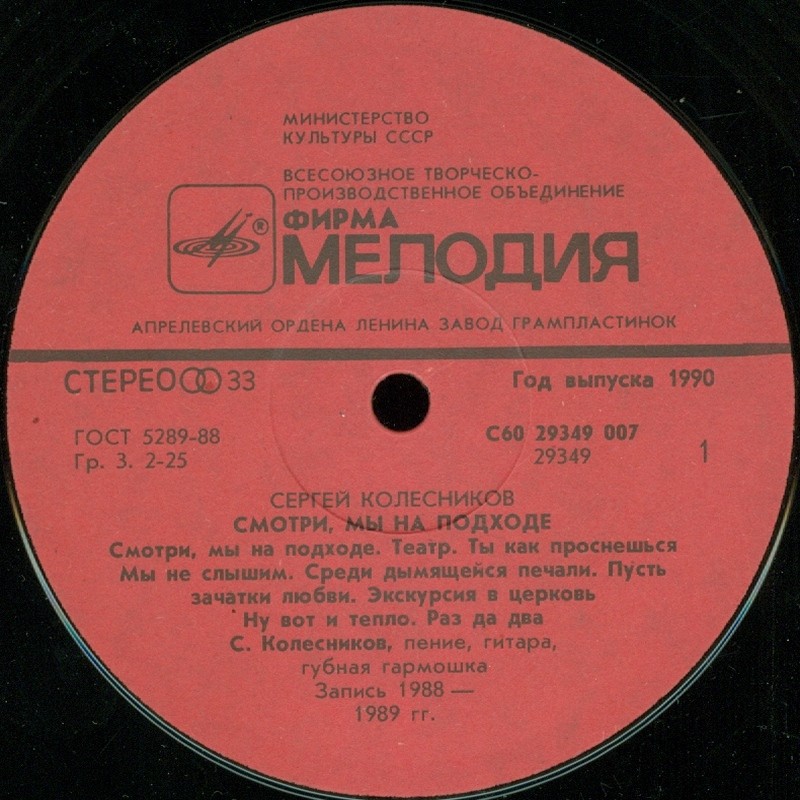 МИНИСТЕРСТВО
КУЛЬТУРЫ СССР
ВСЕСОЮЗНОЕ ТВОРЧЕСКО-
ПРОИЗВОДСТВЕННОЕ ОБЪЕДИНЕНИЕ
®
ФИРМА
МЕЛОДИЯ
АПРЕЛЕВСКИЙ ОРДЕНА ЛЕНИНА ЗАВОД ГРАМПЛАСТИНОК
СТЕРЕО 33
Год выпуска 1990
ГОСТ 5289-88
Гр. 3. 2-25
С60 29349 007
29349
1
СЕРГЕЙ КОЛЕСНИКОВ
СМОТРИ, МЫ НА ПОДХОДЕ
Смотри, мы на подходе. Театр. Ты как проснешься
Мы не слышим. Среди дымящейся печали. Пусть
зачатки любви. Экскурсия в церковь
Ну вот и тепло. Раз да два
С. Колесников, пение, гитара,
губная гармошка
Запись 1988 —
1989 гг.